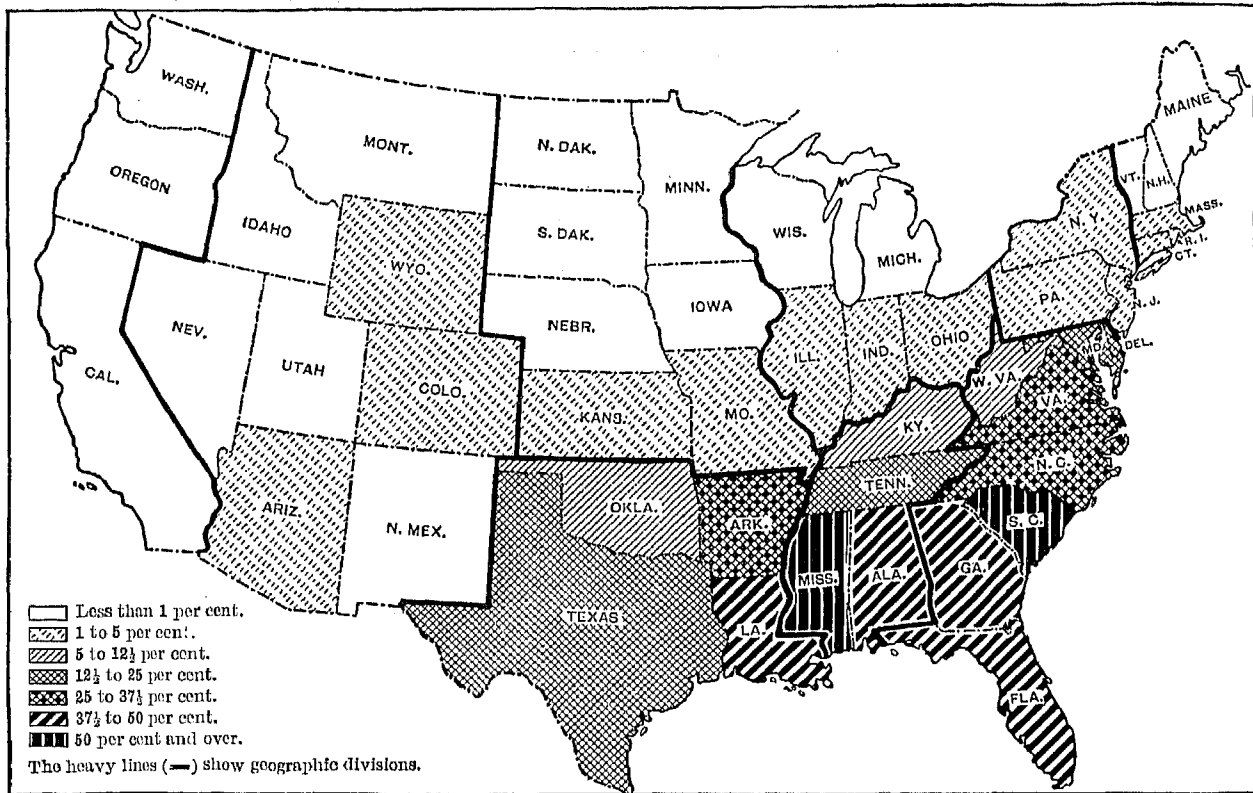 WASH.
MONT.
N. DAK.
MINN.
MAINE
OREGON
IDAHO
S. DAK.
WIS.
MICH.
VT.
N.H.
MASS.
N.Y.
R.I.
CT.
WYO.
NEBR.
IOWA
PA.
N.J.
NEV.
UTAH
COLO.
ILL.
IND.
OHIO
MD.
DEL.
CAL.
KANS.
MO.
W. VA.
VA.
KY.
N.C.
TENN.
ARIZ.
N. MEX.
OKLA.
ARK.
S. C.
MISS.
ALA.
GA.
TEXAS
LA.
FLA.
Less than 1 per cent.
1 to 5 per cent.
5 to 12½ per cent.
12½ to 25 per cent.
25 to 37½ per cent.
37½ to 50 per cent.
50 per cent and over.
The heavy lines (▬) show geographic divisions.